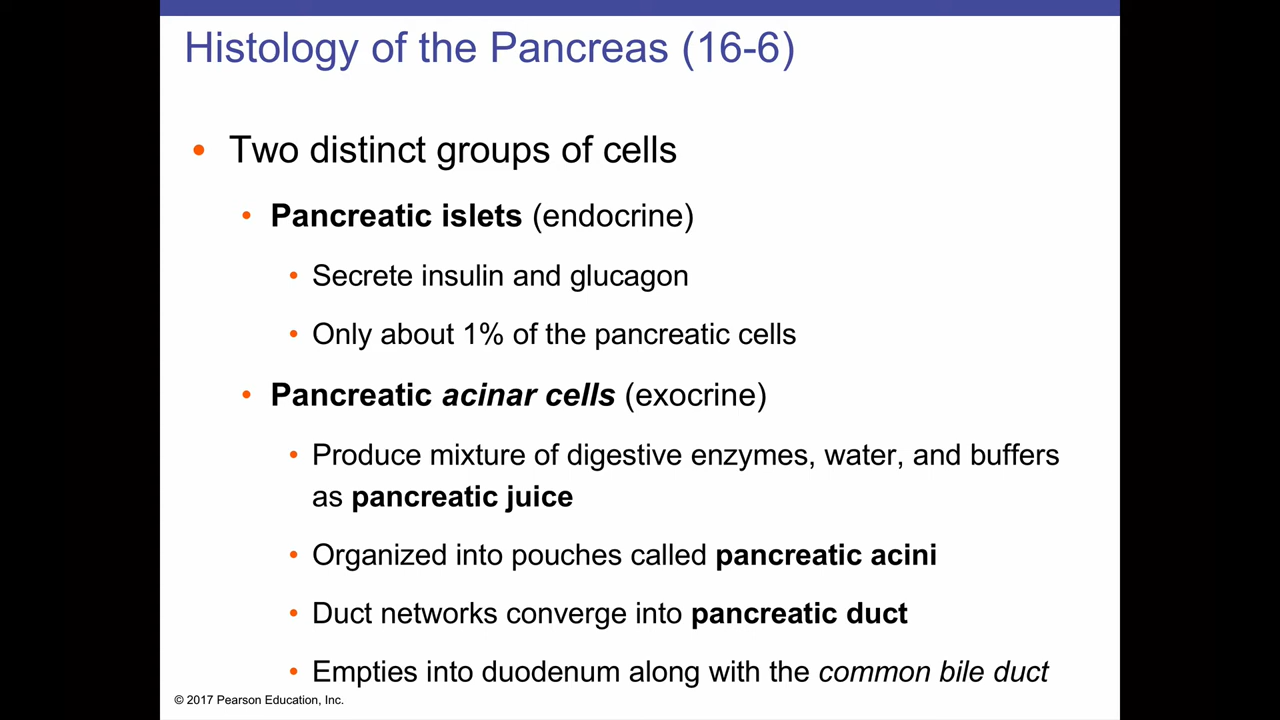 Histology of the Pancreas (16-6)
• Two distinct groups of cells
• Pancreatic islets (endocrine)
• Secrete insulin and glucagon
• Only about 1% of the pancreatic cells
• Pancreatic acinar cells (exocrine)
• Produce mixture of digestive enzymes, water, and buffers
as pancreatic juice
• Organized into pouches called pancreatic acini
• Duct networks converge into pancreatic duct
• Empties into duodenum along with the common bile duct
© 2017 Pearson Education, Inc.